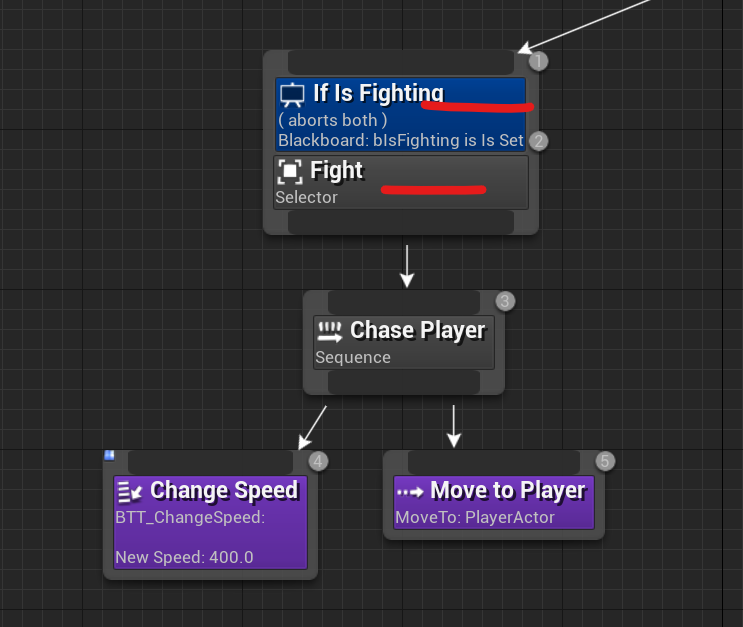 1
If Is Fighting
( aborts both )
Blackboard: bIsFighting is Is Set
2
Fight
Selector
3
Chase Player
Sequence
4
Change Speed
BTT_ChangeSpeed:
New Speed: 400.0
5
Move to Player
MoveTo: PlayerActor